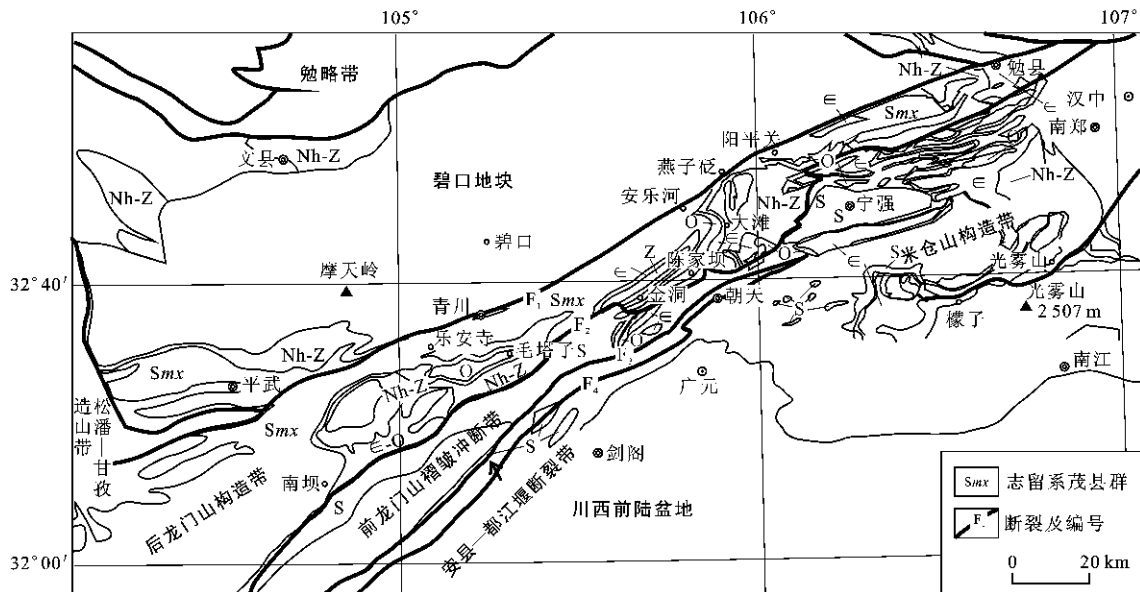 105°
106°
107°
勉略带
Nh-Z
勉县
∈
∈
汉中
Smx
南郑
阳平关
文县
Nh-Z
燕子砭
O
∈
碧口地块
Nh-Z
Nh-Z
安乐河
Nh-Z
S
宁强
∈
O
大滩
S
碧口
Z
O
∈
米仓山构造带
陈家坝
S
光雾山
32°40′
摩天岭
∈
金洞
朝天
光雾山
2 507 m
青川
F₁
Smx
∈
S
檬子
乐安寺
F₂
毛塔子
S
O
Nh-Z
F₃
南江
Smx
O
Nh-Z
F₄
广元
平武
Nh-Z
松潘—甘孜
造山带
Smx
∈-O
S
剑阁
南坝
后龙门山构造带
前龙门山褶皱冲断带
S
安县—都江堰断裂带
川西前陆盆地
32°00′
Smx 志留系茂县群
F 断裂及编号
0 20 km